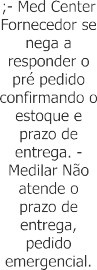 ;- Med Center
Fornecedor se
nega a
responder o
pré pedido
confirmando o
estoque e
prazo de
entrega. -
Medilar Não
atende o
prazo de
entrega,
pedido
emergencial.